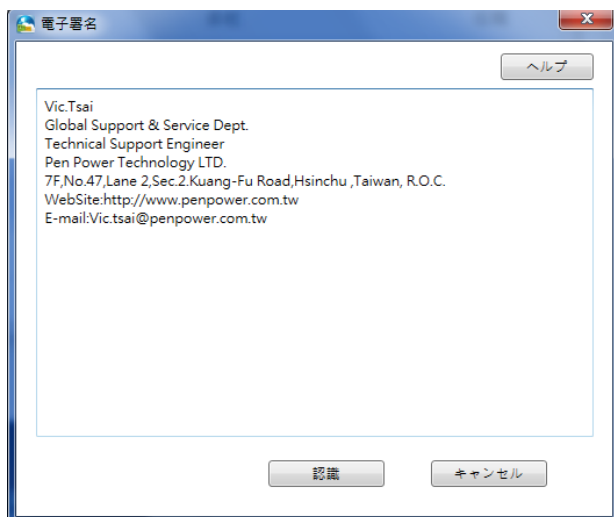 電子署名
ヘルプ
Vic.Tsai
Global Support & Service Dept.
Technical Support Engineer
Pen Power Technology LTD.
7F,No.47,Lane 2,Sec.2.Kuang-Fu Road,Hsinchu ,Taiwan, R.O.C.
WebSite:http://www.penpower.com.tw
E-mail:Vic.tsai@penpower.com.tw
認識
キャンセル